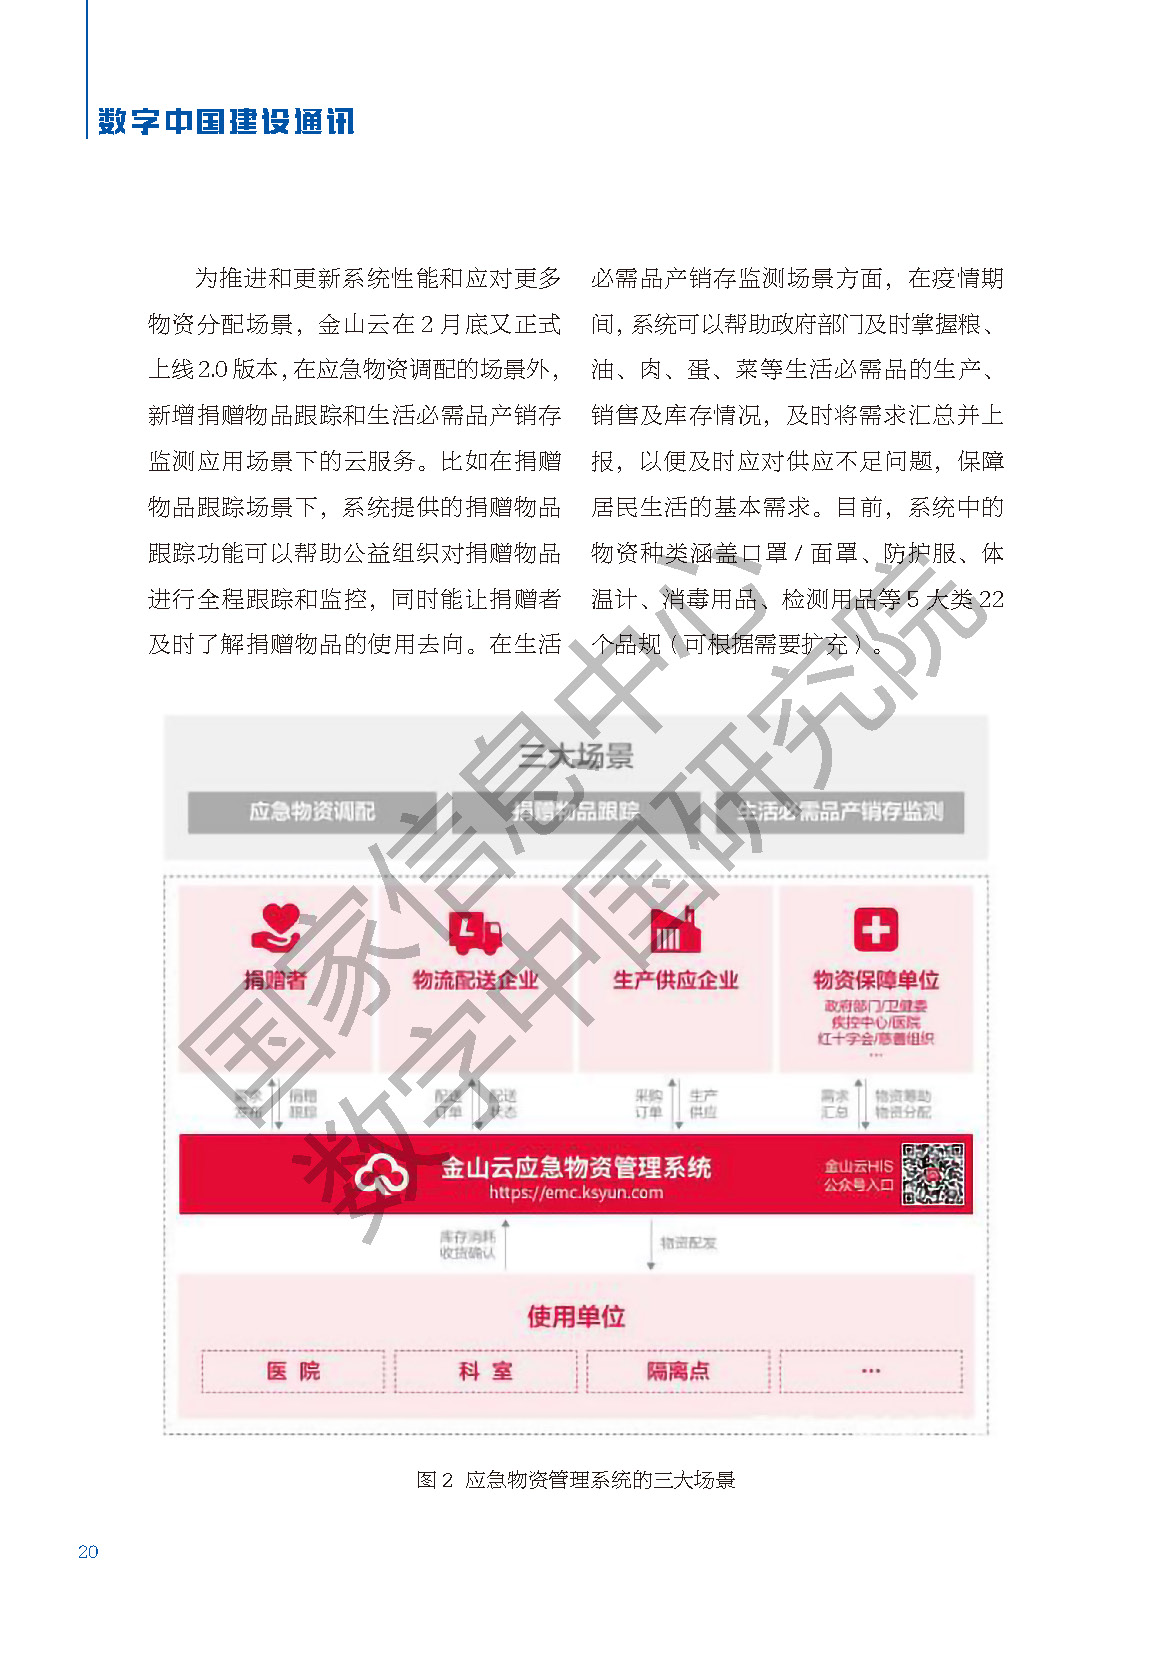 数字中国建设通讯
为推进和更新系统性能和应对更多
物资分配场景，金山云在 2 月底又正式
上线 2.0 版本，在应急物资调配的场景外，
新增捐赠物品跟踪和生活必需品产销存
监测应用场景下的云服务。比如在捐赠
物品跟踪场景下，系统提供的捐赠物品
跟踪功能可以帮助公益组织对捐赠物品
进行全程跟踪和监控，同时能让捐赠者
及时了解捐赠物品的使用去向。在生活
必需品产销存监测场景方面，在疫情期
间，系统可以帮助政府部门及时掌握粮、
油、肉、蛋、菜等生活必需品的生产、
销售及库存情况，及时将需求汇总并上
报，以便及时应对供应不足问题，保障
居民生活的基本需求。目前，系统中的
物资种类涵盖口罩 / 面罩、防护服、体
温计、消毒用品、检测用品等 5 大类 22
个品规（可根据需要扩充）。
三大场景
应急物资调配
捐赠物品跟踪
生活必需品产销存监测
捐赠者
物流配送企业
生产供应企业
物资保障单位
政府部门/卫健委
疾控中心/医院
红十字会/慈善组织
...
需求
发布
捐赠
跟踪
配送
订单
配送
状态
采购
订单
生产
供应
需求
汇总
物资筹助
物资分配
金山云应急物资管理系统
https://emc.ksyun.com
金山云HIS
公众号入口
库存消耗
收货确认
物资配发
使用单位
医 院
科 室
隔离点
...
图 2 应急物资管理系统的三大场景
20
国家信息中心
数字中国研究院